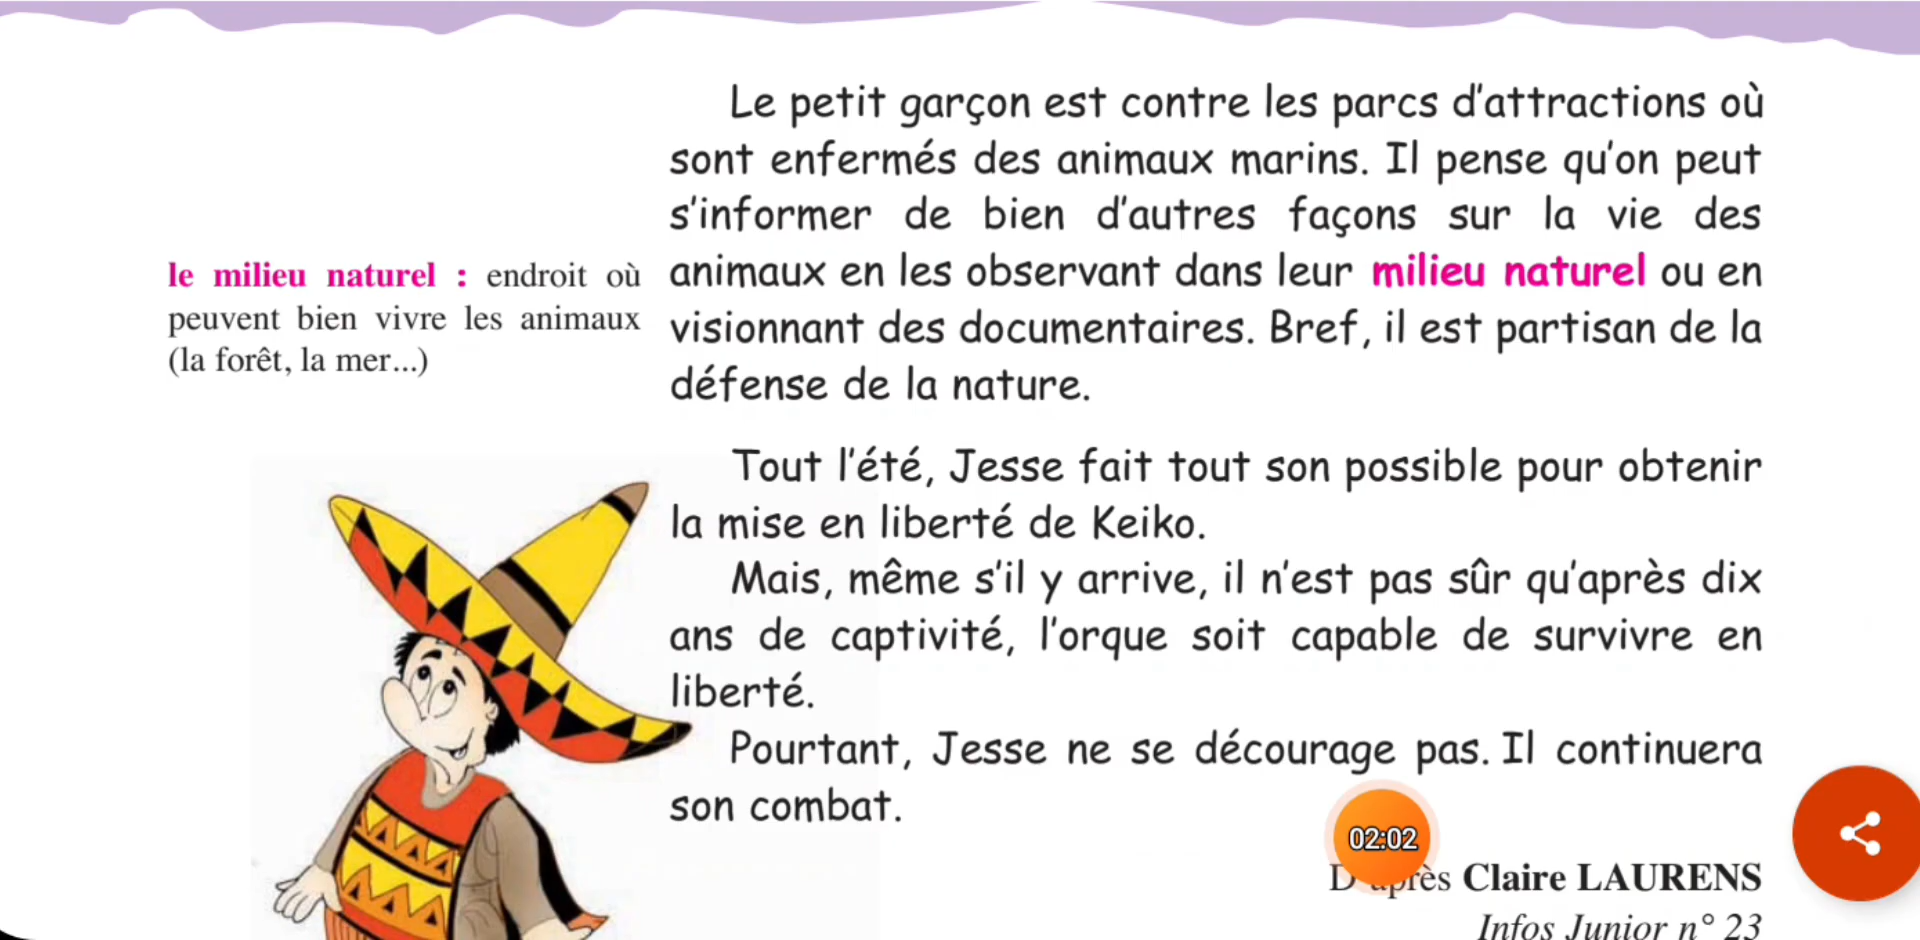 Le petit garçon est contre les parcs d'attractions où
sont enfermés des animaux marins. Il pense qu'on peut
s'informer de bien d'autres façons sur la vie des
animaux en les observant dans leur milieu naturel ou en
visionnant des documentaires. Bref, il est partisan de la
défense de la nature.
le milieu naturel : endroit où
peuvent bien vivre les animaux
(la forêt, la mer...)
Tout l'été, Jesse fait tout son possible pour obtenir
la mise en liberté de Keiko.
Mais, même s'il y arrive, il n'est pas sûr qu'après dix
ans de captivité, l'orque soit capable de survivre en
liberté.
Pourtant, Jesse ne se décourage pas. Il continuera
son combat.
02:02
D'après Claire LAURENS
Infos Junior n° 23